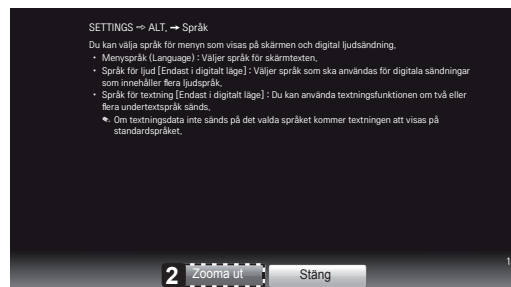 SETTINGS ⇨ ALT. ➞ Språk
Du kan välja språk för menyn som visas på skärmen och digital ljudsändning.
• Menyspråk (Language) : Väljer språk för skärmtexten.
• Språk för ljud [Endast i digitalt läge] : Väljer språk som ska användas för digitala sändningar
som innehåller flera ljudspråk.
• Språk för textning [Endast i digitalt läge] : Du kan använda textningsfunktionen om två eller
flera undertextspråk sänds.
✎ Om textningsdata inte sänds på det valda språket kommer textningen att visas på
standardspråket.
1
2 Zooma ut Stäng